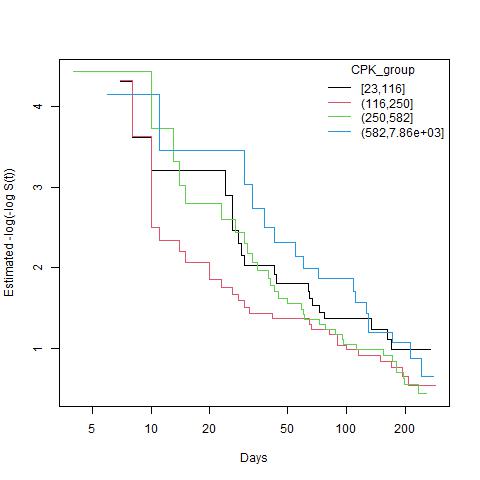 CPK_group
[23,116]
(116,250]
(250,582]
(582,7.86e+03]
Estimated -log(-log S(t))
4
3
2
1
5 10 20 50 100 200
Days